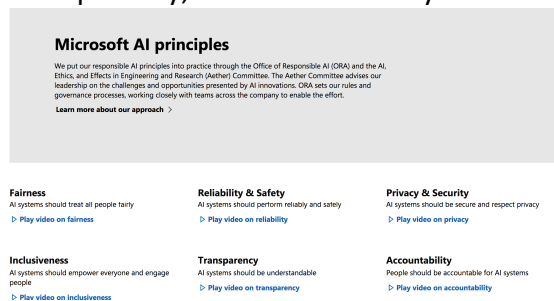 Microsoft AI principles
We put our responsible AI principles into practice through the Office of Responsible AI (ORA) and the AI,
Ethics, and Effects in Engineering and Research (Aether) Committee. The Aether Committee advises our
leadership on the challenges and opportunities presented by AI innovations. ORA sets our rules and
governance processes, working closely with teams across the company to enable the effort.
Learn more about our approach >
Fairness
AI systems should treat all people fairly
Play video on fairness
Reliability & Safety
AI systems should perform reliably and safely
Play video on reliability
Privacy & Security
AI systems should be secure and respect privacy
Play video on privacy
Inclusiveness
AI systems should empower everyone and engage
people
Play video on inclusiveness
Transparency
AI systems should be understandable
Play video on transparency
Accountability
People should be accountable for AI systems
Play video on accountability